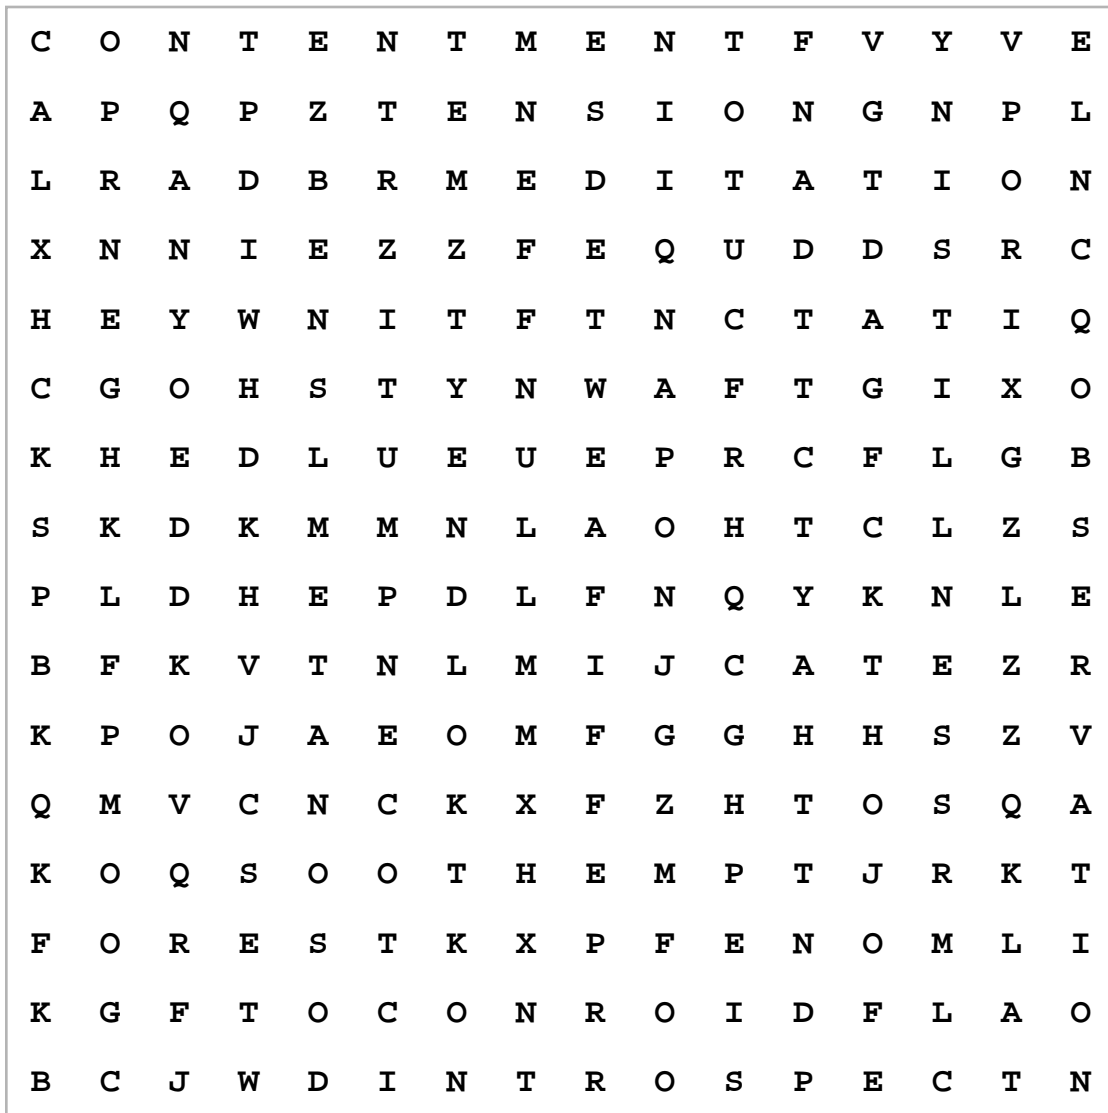 C O N T E N T M E N T F V Y V E
A P Q P Z T E N S I O N G N P L
L R A D B R M E D I T A T I O N
X N N I E Z Z F E Q U D D S R C
H E Y W N I T F T N C T A T I Q
C G O H S T Y N W A F T G I X O
K H E D L U E U E P R C F L G B
S K D K M M N L A O H T C L Z S
P L D H E P D L F N Q Y K N L E
B F K V T N L M I J C A T E Z R
K P O J A E O M F G G H H S Z V
Q M V C N C K X F Z H T O S Q A
K O Q S O O T H E M P T J R K T
F O R E S T K X P F E N O M L I
K G F T O C O N R O I D F L A O
B C J W D I N T R O S P E C T N